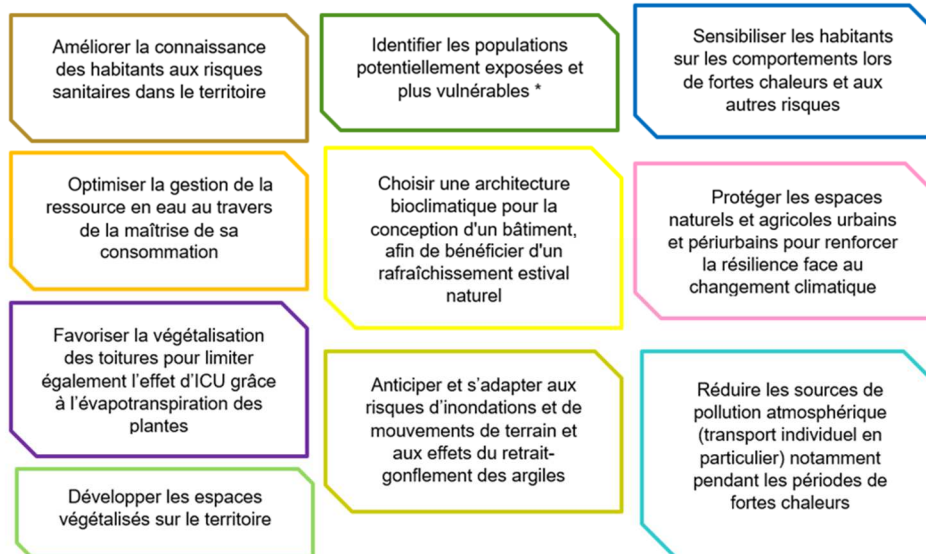 Améliorer la connaissance
des habitants aux risques
sanitaires dans le territoire
Identifier les populations
potentiellement exposées et
plus vulnérables *
Sensibiliser les habitants
sur les comportements lors
de fortes chaleurs et aux
autres risques
Optimiser la gestion de la
ressource en eau au travers
de la maîtrise de sa
consommation
Choisir une architecture
bioclimatique pour la
conception d'un bâtiment,
afin de bénéficier d'un
rafraîchissement estival
naturel
Protéger les espaces
naturels et agricoles urbains
et périurbains pour renforcer
la résilience face au
changement climatique
Favoriser la végétalisation
des toitures pour limiter
également l’effet d’ICU grâce
à l’évapotranspiration des
plantes
Anticiper et s’adapter aux
risques d’inondations et de
mouvements de terrain et
aux effets du retrait-
gonflement des argiles
Réduire les sources de
pollution atmosphérique
(transport individuel en
particulier) notamment
pendant les périodes de
fortes chaleurs
Développer les espaces
végétalisés sur le territoire